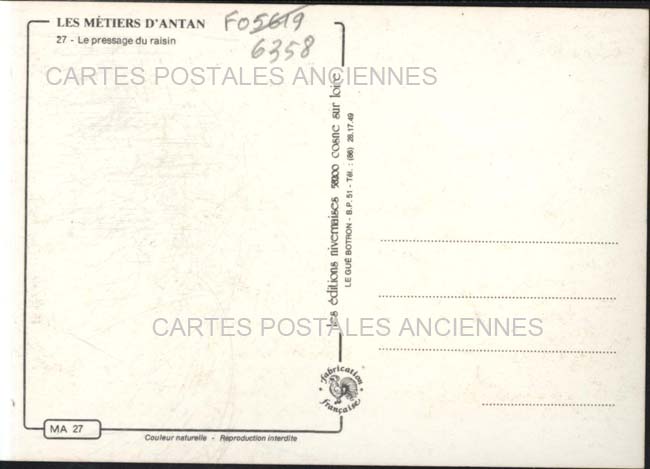 LES MÉTIERS D'ANTAN
27 - Le pressage du raisin
FO5619
6358
CARTES POSTALES ANCIENNES
les éditions nivernaises 58200 cosne sur loire
LE GUÉ BOTRON - B.P. 51 - Tél. : (86) 28.17.49
CARTES POSTALES ANCIENNES
Fabrication Française
MA 27
Couleur naturelle - Reproduction interdite